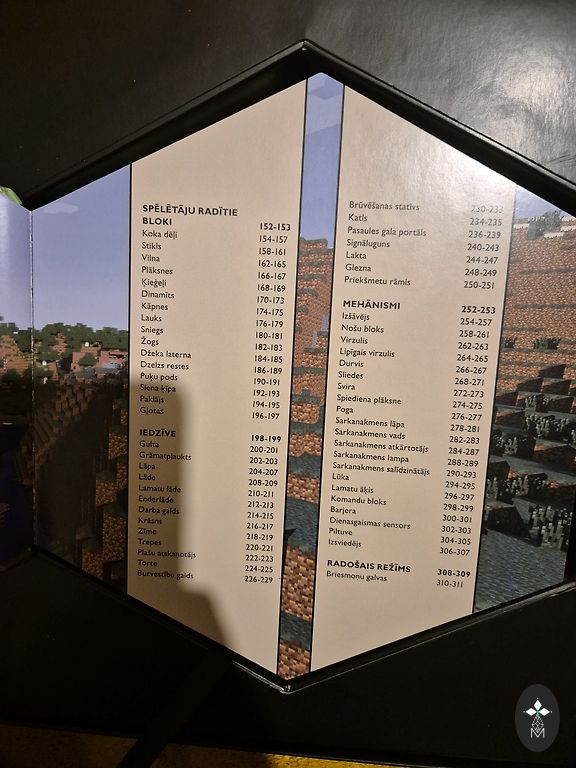 SPĒLĒTĀJU RADĪTIE
BLOKI 152-153
Koka dēļi 154-157
Stikls 158-161
Vilna 162-165
Plāksnes 166-167
Ķieģeļi 168-169
Dinamīts 170-173
Kāpnes 174-175
Lauks 176-179
Sniegs 180-181
Žogs 182-183
Džeka laterna 184-185
Dzelzs restes 186-189
Puķu pods 190-191
Siena ķīpa 192-193
Paklājs 194-195
Gļotas 196-197
IEDZĪVE 198-199
Gulta 200-201
Grāmatplaukts 202-203
Lāpa 204-207
Lāde 208-209
Lamatu lāde 210-211
Enderlāde 212-213
Darba galds 214-215
Krāsns 216-217
Zīme 218-219
Trepes 220-221
Plašu atskaņotājs 222-223
Torte 224-225
Burvestību galds 226-229
Brūvēšanas statīvs 230-233
Katls 234-235
Pasaules gala portāls 236-239
Signāluguns 240-243
Lakta 244-247
Glezna 248-249
Priekšmetu rāmis 250-251
MEHĀNISMI 252-253
Izšāvējs 254-257
Nošu bloks 258-261
Virzulis 262-263
Lipīgais virzulis 264-265
Durvis 266-267
Sliedes 268-271
Svira 272-273
Spiediena plāksne 274-275
Poga 276-277
Sarkanakmens lāpa 278-281
Sarkanakmens vads 282-283
Sarkanakmens atkārtotājs 284-287
Sarkanakmens lampa 288-289
Sarkanakmens salīdzinātājs 290-293
Lūka 294-295
Lamatu āķis 296-297
Komandu bloks 298-299
Barjera 300-301
Dienasgaismas sensors 302-303
Piltuve 304-305
Izsviedējs 306-307
RADOŠAIS REŽĪMS 308-309
Briesmoņu galvas 310-311
M